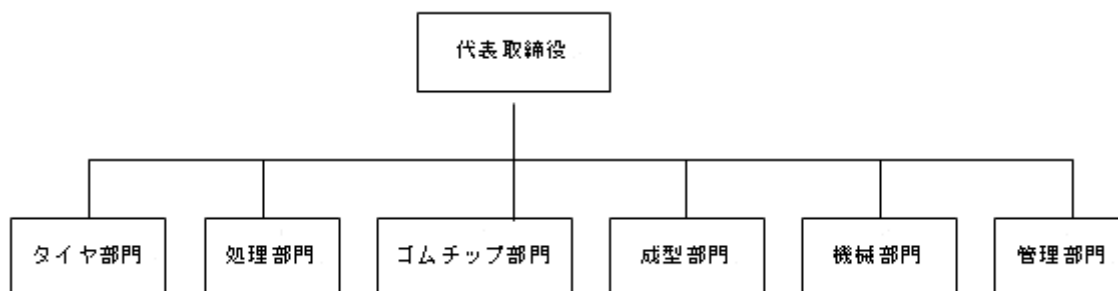 代表取締役
タイヤ部門
処理部門
ゴムチップ部門
成型部門
機械部門
管理部門